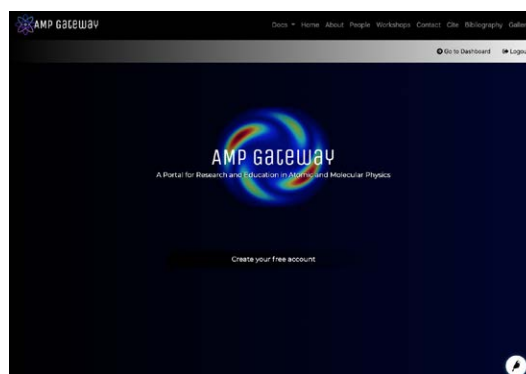 AMP Gateway
Docs Home About People Workshops Contact Cite Bibliography
Go to Dashboard
AMP Gateway
A Portal for Research and Education in Atomic and Molecular Physics
Create your free account